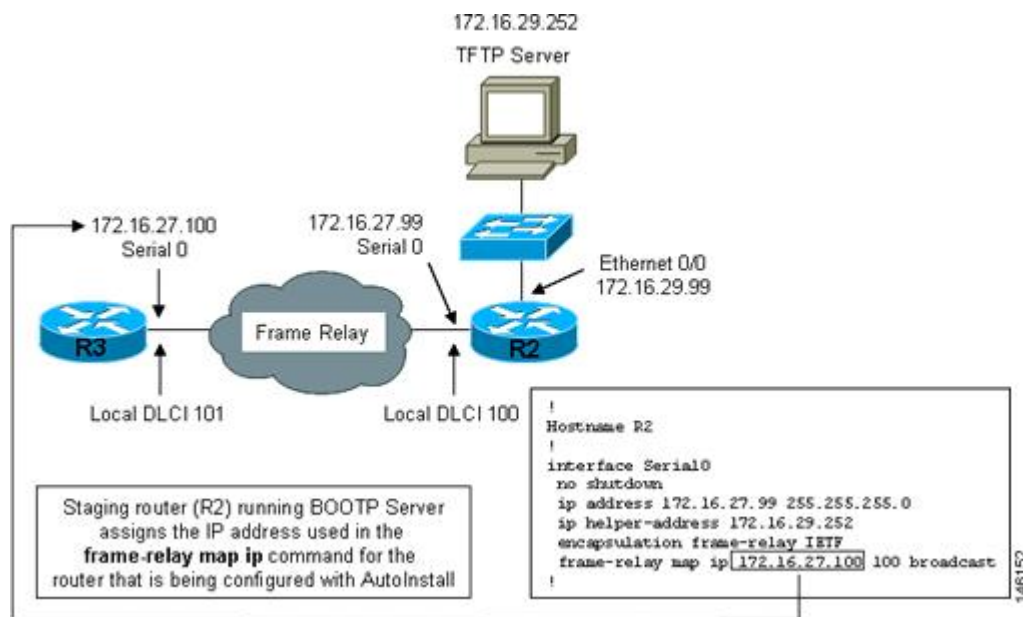 172.16.29.252
TFTP Server
172.16.27.100
Serial 0
172.16.27.99
Serial 0
Ethernet 0/0
172.16.29.99
R3
Frame Relay
R2
Local DLCI 101
Local DLCI 100
Staging router (R2) running BOOTP Server
assigns the IP address used in the
frame-relay map ip command for the
router that is being configured with AutoInstall
!
Hostname R2
!
interface Serial0
no shutdown
ip address 172.16.27.99 255.255.255.0
ip helper-address 172.16.29.252
encapsulation frame-relay IETF
frame-relay map ip 172.16.27.100 100 broadcast
!
146152